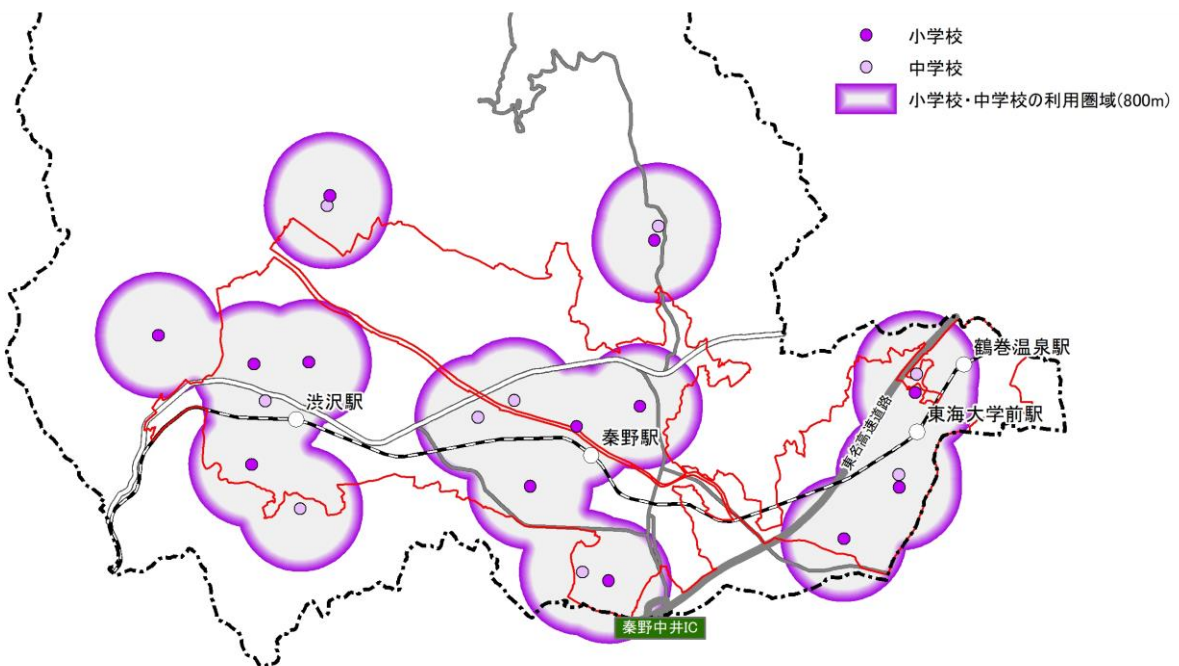 小学校
中学校
小学校・中学校の利用圏域(800m)
鶴巻温泉駅
渋沢駅
東海大学前駅
秦野駅
東名高速道路
秦野中井IC